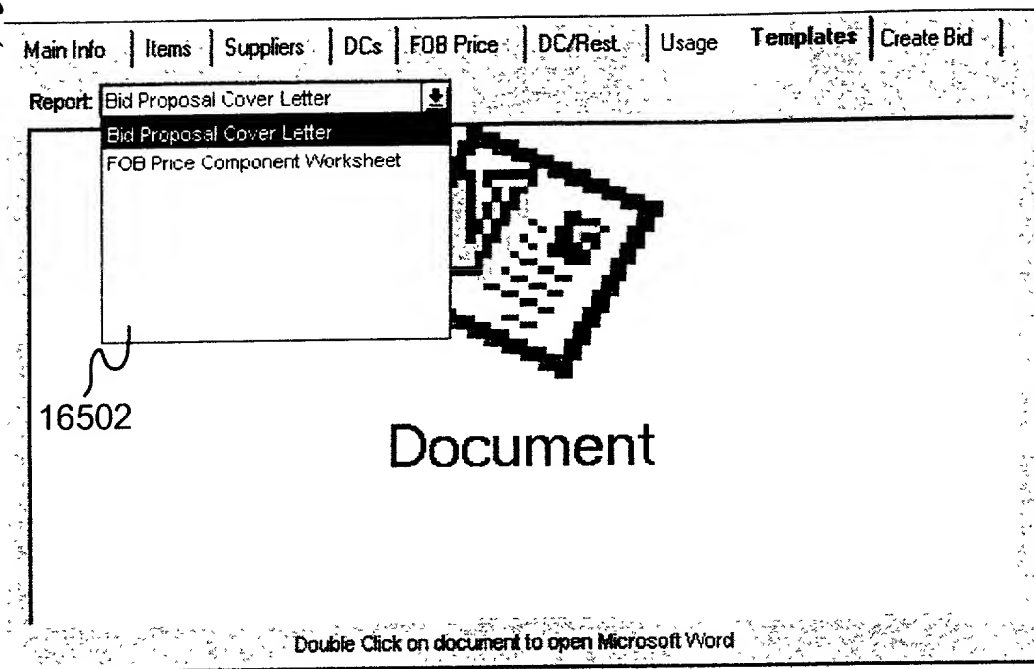 Main Info Items Suppliers DCs FOB Price DC/Rest. Usage Templates Create Bid
Report: Bid Proposal Cover Letter
Bid Proposal Cover Letter
FOB Price Component Worksheet
16502
Document
Double Click on document to open Microsoft Word